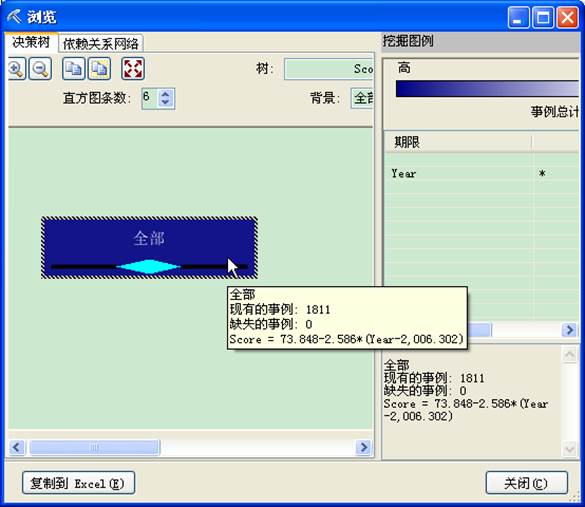 浏览
决策树 依赖关系网络 挖掘图例
树: Sco
直方图条数: 6 背景: 全部
高
事例总计
期限
Year *
全部
全部
现有的事例: 1811
缺失的事例: 0
Score = 73.848-2.586*(Year-2,006.302)
全部
现有的事例: 1811
缺失的事例: 0
Score = 73.848-2.586*(Year
-2,006.302)
复制到 Excel(E) 关闭(C)